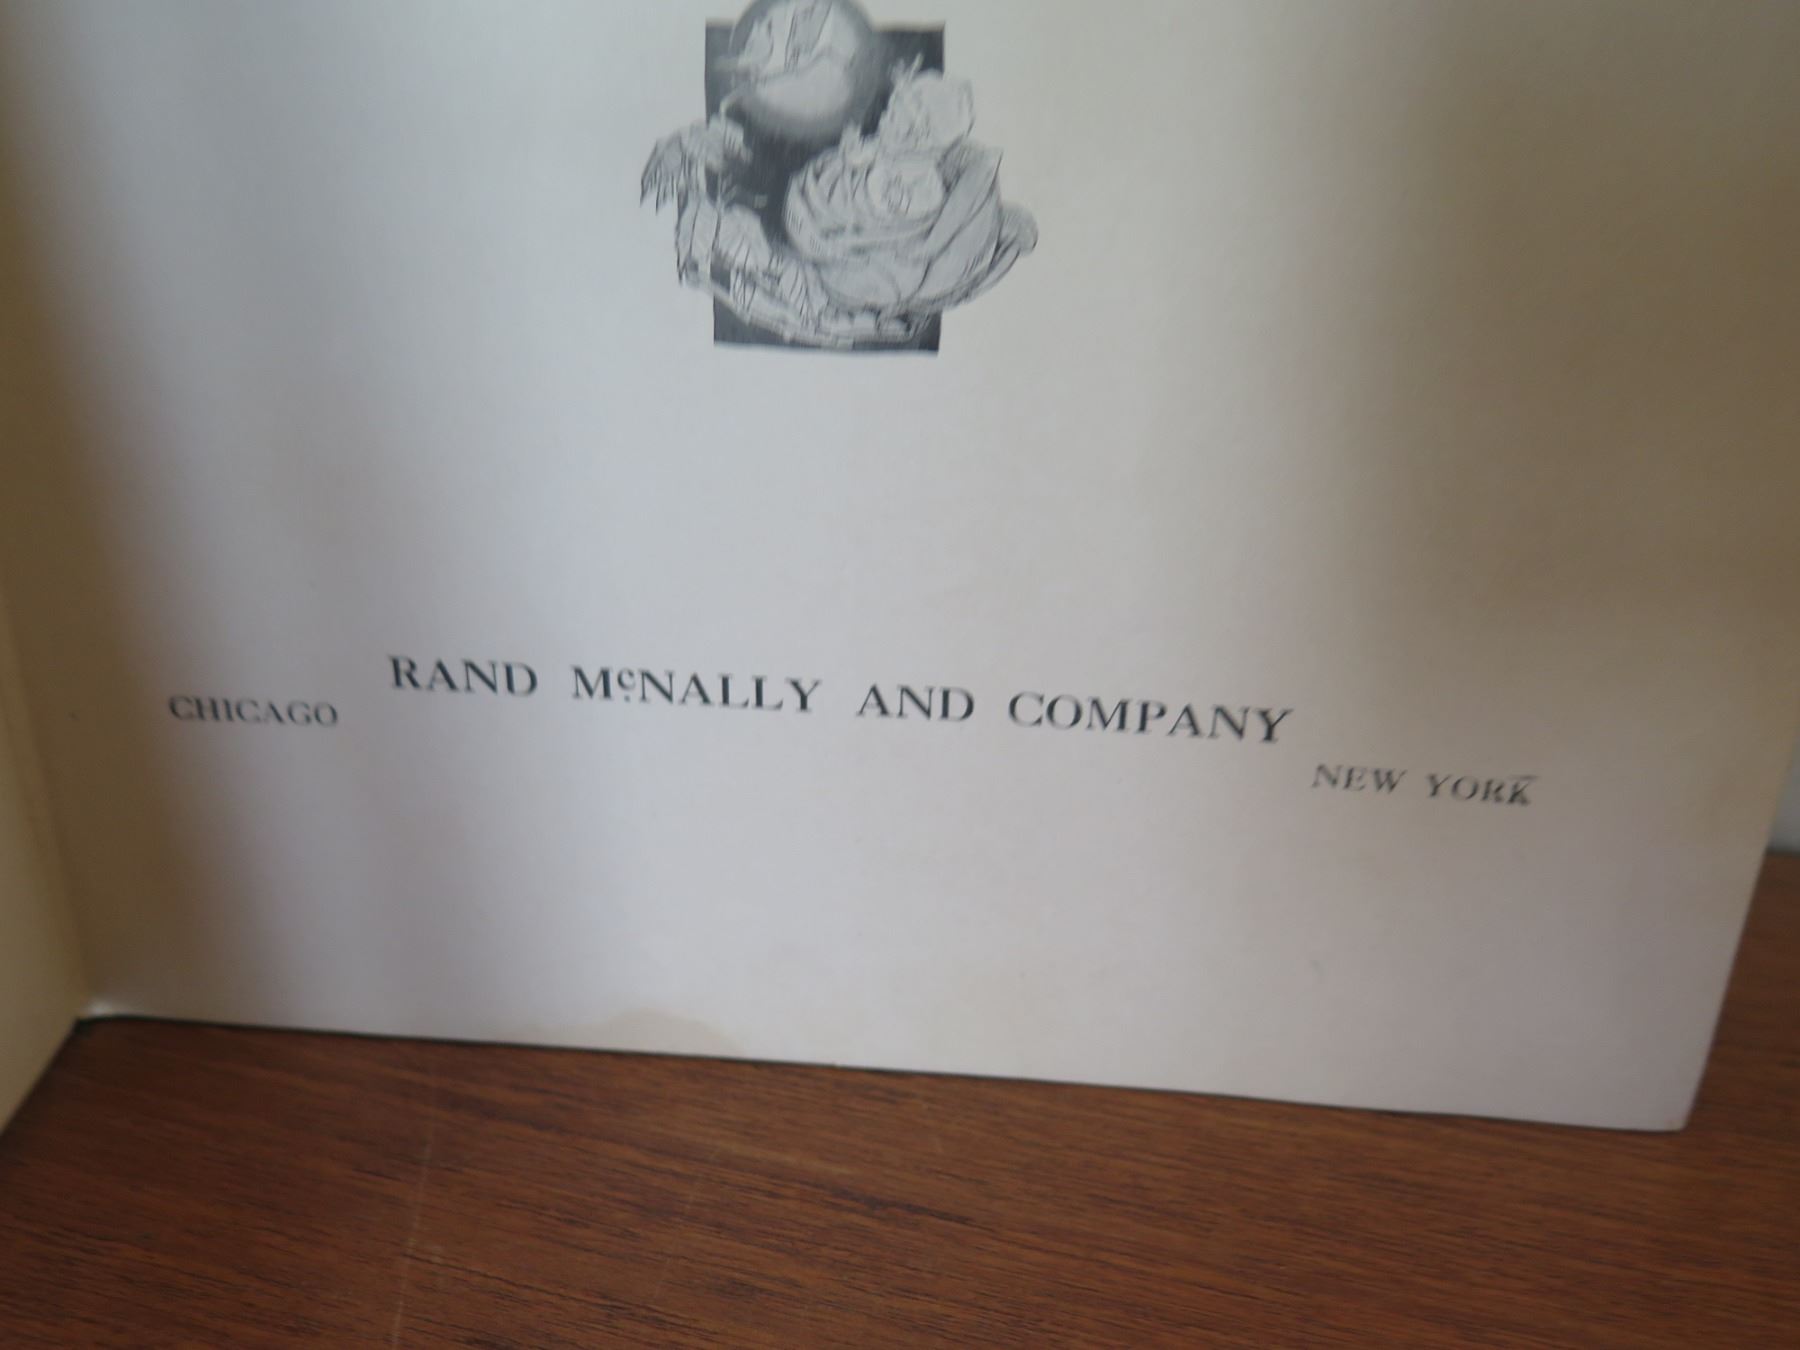 RAND McNALLY AND COMPANY
CHICAGO
NEW YORK